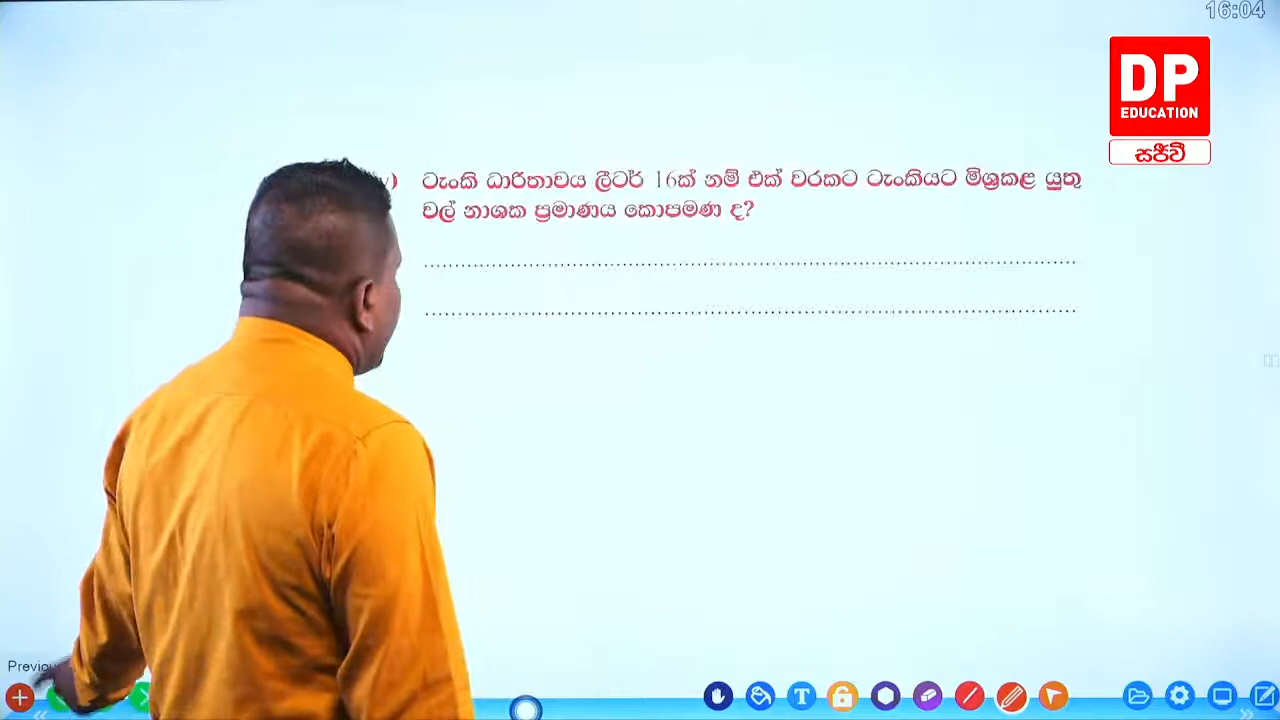 16:04
DP
EDUCATION
සජීවී
ටැංකි ධාරිතාවය ලීටර් 16ක් නම් එක් වරකට ටැංකියට මිශ්‍රකළ යුතු
වල් නාශක ප්‍රමාණය කොපමණ ද?